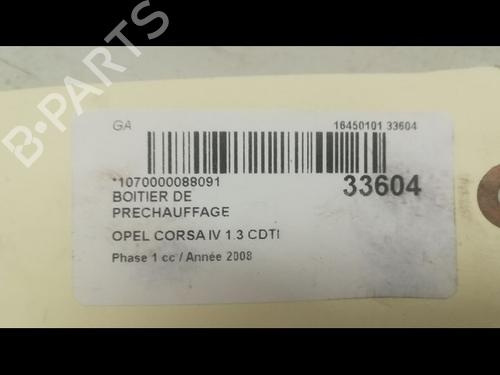 GA
16450101 33604
*1070000088091
33604
BOITIER DE
PRECHAUFFAGE
OPEL CORSA IV 1.3 CDTI
Phase 1 cc / Année 2008
B-PARTS